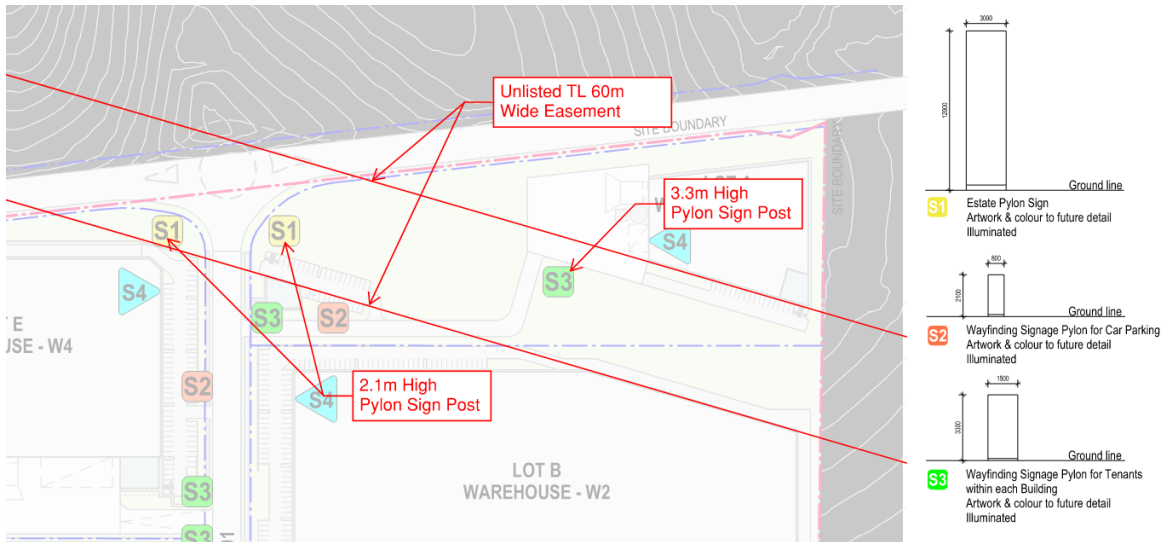 Unlisted TL 60m
Wide Easement
SITE BOUNDARY
SITE BOUNDARY
3.3m High
Pylon Sign Post
S1
S1
S4
S4
S3
S3
S2
S2
2.1m High
Pylon Sign Post
S4
S3
S3
LOT B
WAREHOUSE - W2
3000
12000
Ground line
S1
Estate Pylon Sign
Artwork & colour to future detail
Illuminated
800
2100
Ground line
S2
Wayfinding Signage Pylon for Car Parking
Artwork & colour to future detail
Illuminated
1500
3300
Ground line
S3
Wayfinding Signage Pylon for Tenants
within each Building
Artwork & colour to future detail
Illuminated